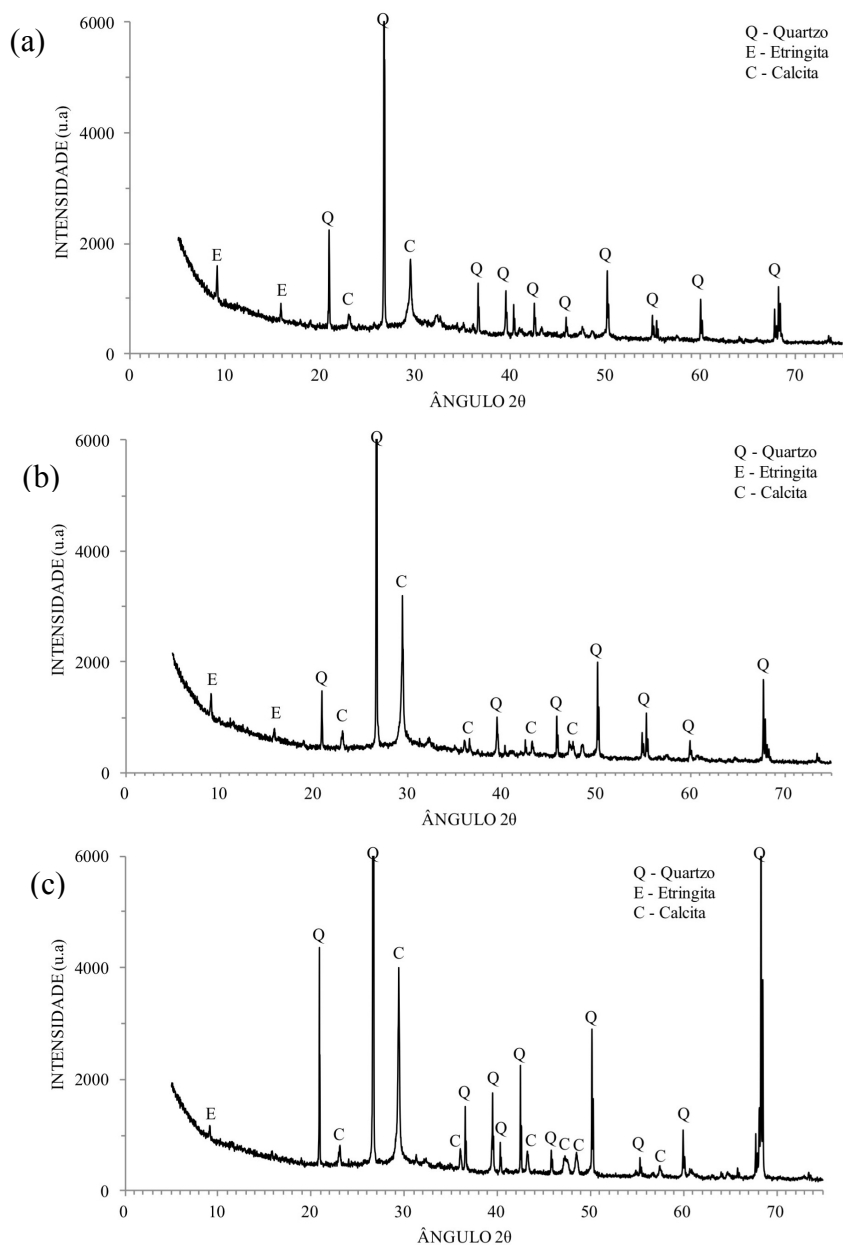 (a)
Q - Quartzo
E - Etringita
C - Calcita
INTENSIDADE (u.a)
6000
4000
2000
0
Q
E
E
Q
C
C
Q
Q
Q
Q
Q
Q
Q
Q
0 10 20 30 40 50 60 70
ÂNGULO 2θ
(b)
Q - Quartzo
E - Etringita
C - Calcita
INTENSIDADE (u.a)
6000
4000
2000
0
Q
E
E
Q
C
C
C
Q
C
Q
C
Q
Q
Q
Q
0 10 20 30 40 50 60 70
ÂNGULO 2θ
(c)
Q - Quartzo
E - Etringita
C - Calcita
INTENSIDADE (u.a)
6000
4000
2000
0
Q
Q
E
Q
C
C
C
Q
Q
Q
Q
C
Q
C
C
Q
Q
C
Q
0 10 20 30 40 50 60 70
ÂNGULO 2θ